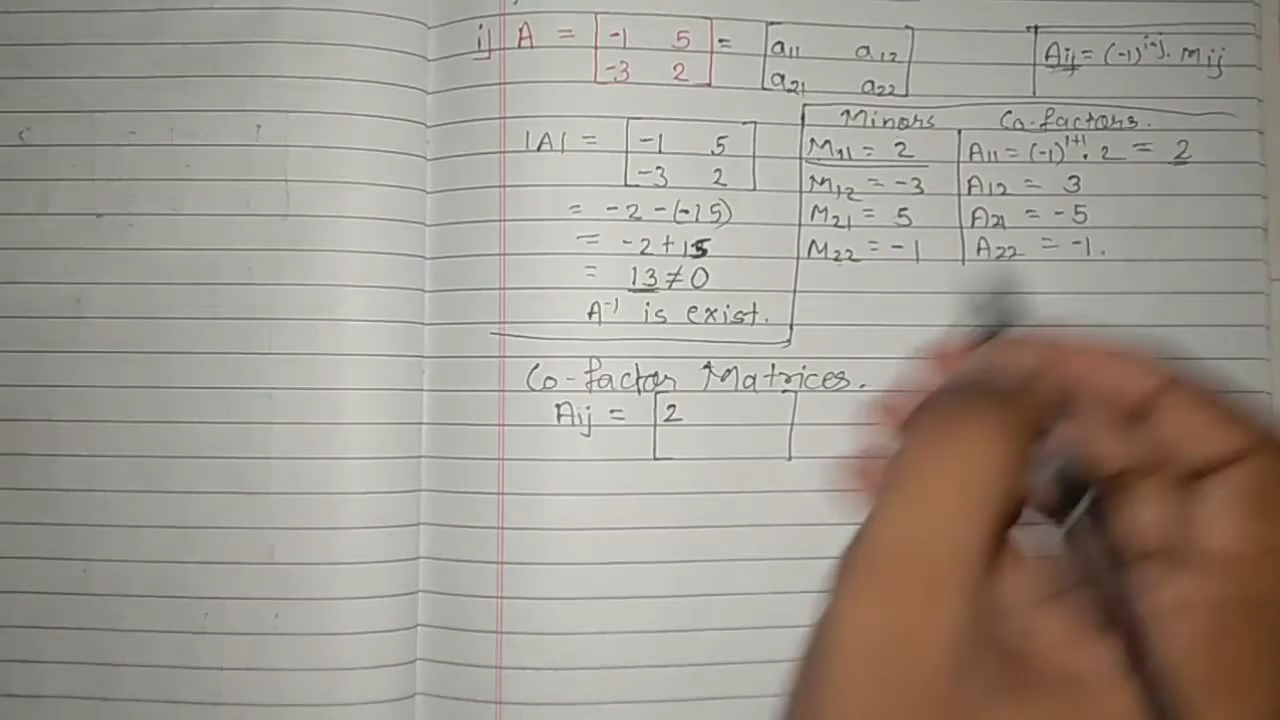 i) A = [-1 5 -3 2] = [a11 a12 a21 a22]
Aij = (-1)^i+j. Mij
|A| = |-1 5
-3 2|
= -2-(-15)
= -2+15
= 13 ≠ 0
A-1 is exist.
Minors Co-factors.
M11 = 2 A11 = (-1)^1+1. 2 = 2
M12 = -3 A12 = 3
M21 = 5 A21 = -5
M22 = -1 A22 = -1.
Co-factor Matrices.
Aij = [2